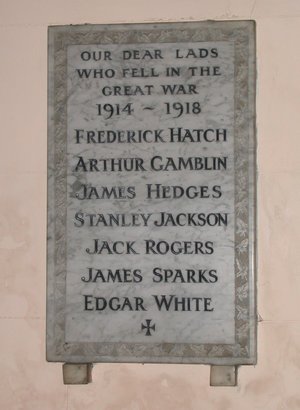 OUR DEAR LADS
WHO FELL IN THE
GREAT WAR
1914 ~ 1918
FREDERICK HATCH
ARTHUR GAMBLIN
JAMES HEDGES
STANLEY JACKSON
JACK ROGERS
JAMES SPARKS
EDGAR WHITE